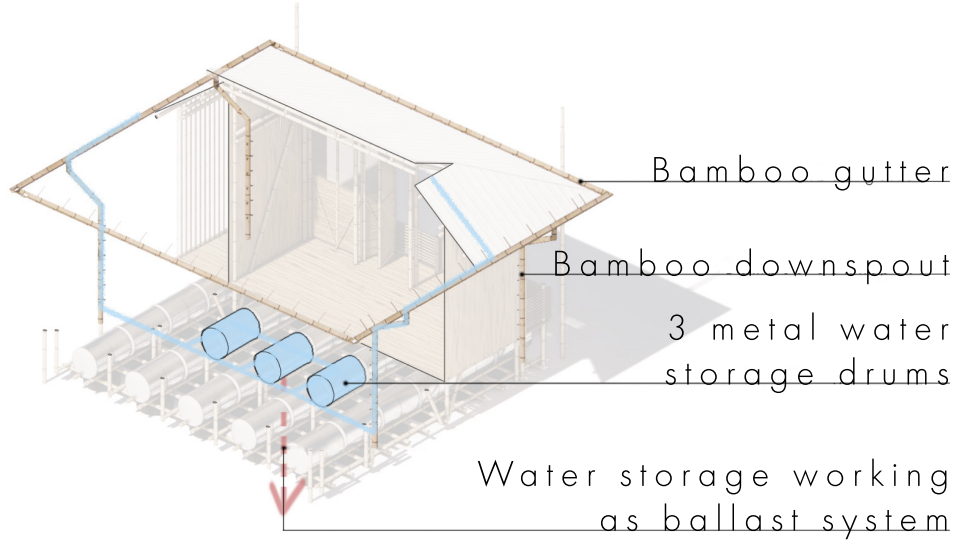 Bamboo gutter
Bamboo downspout
3 metal water
storage drums
Water storage working
as ballast system